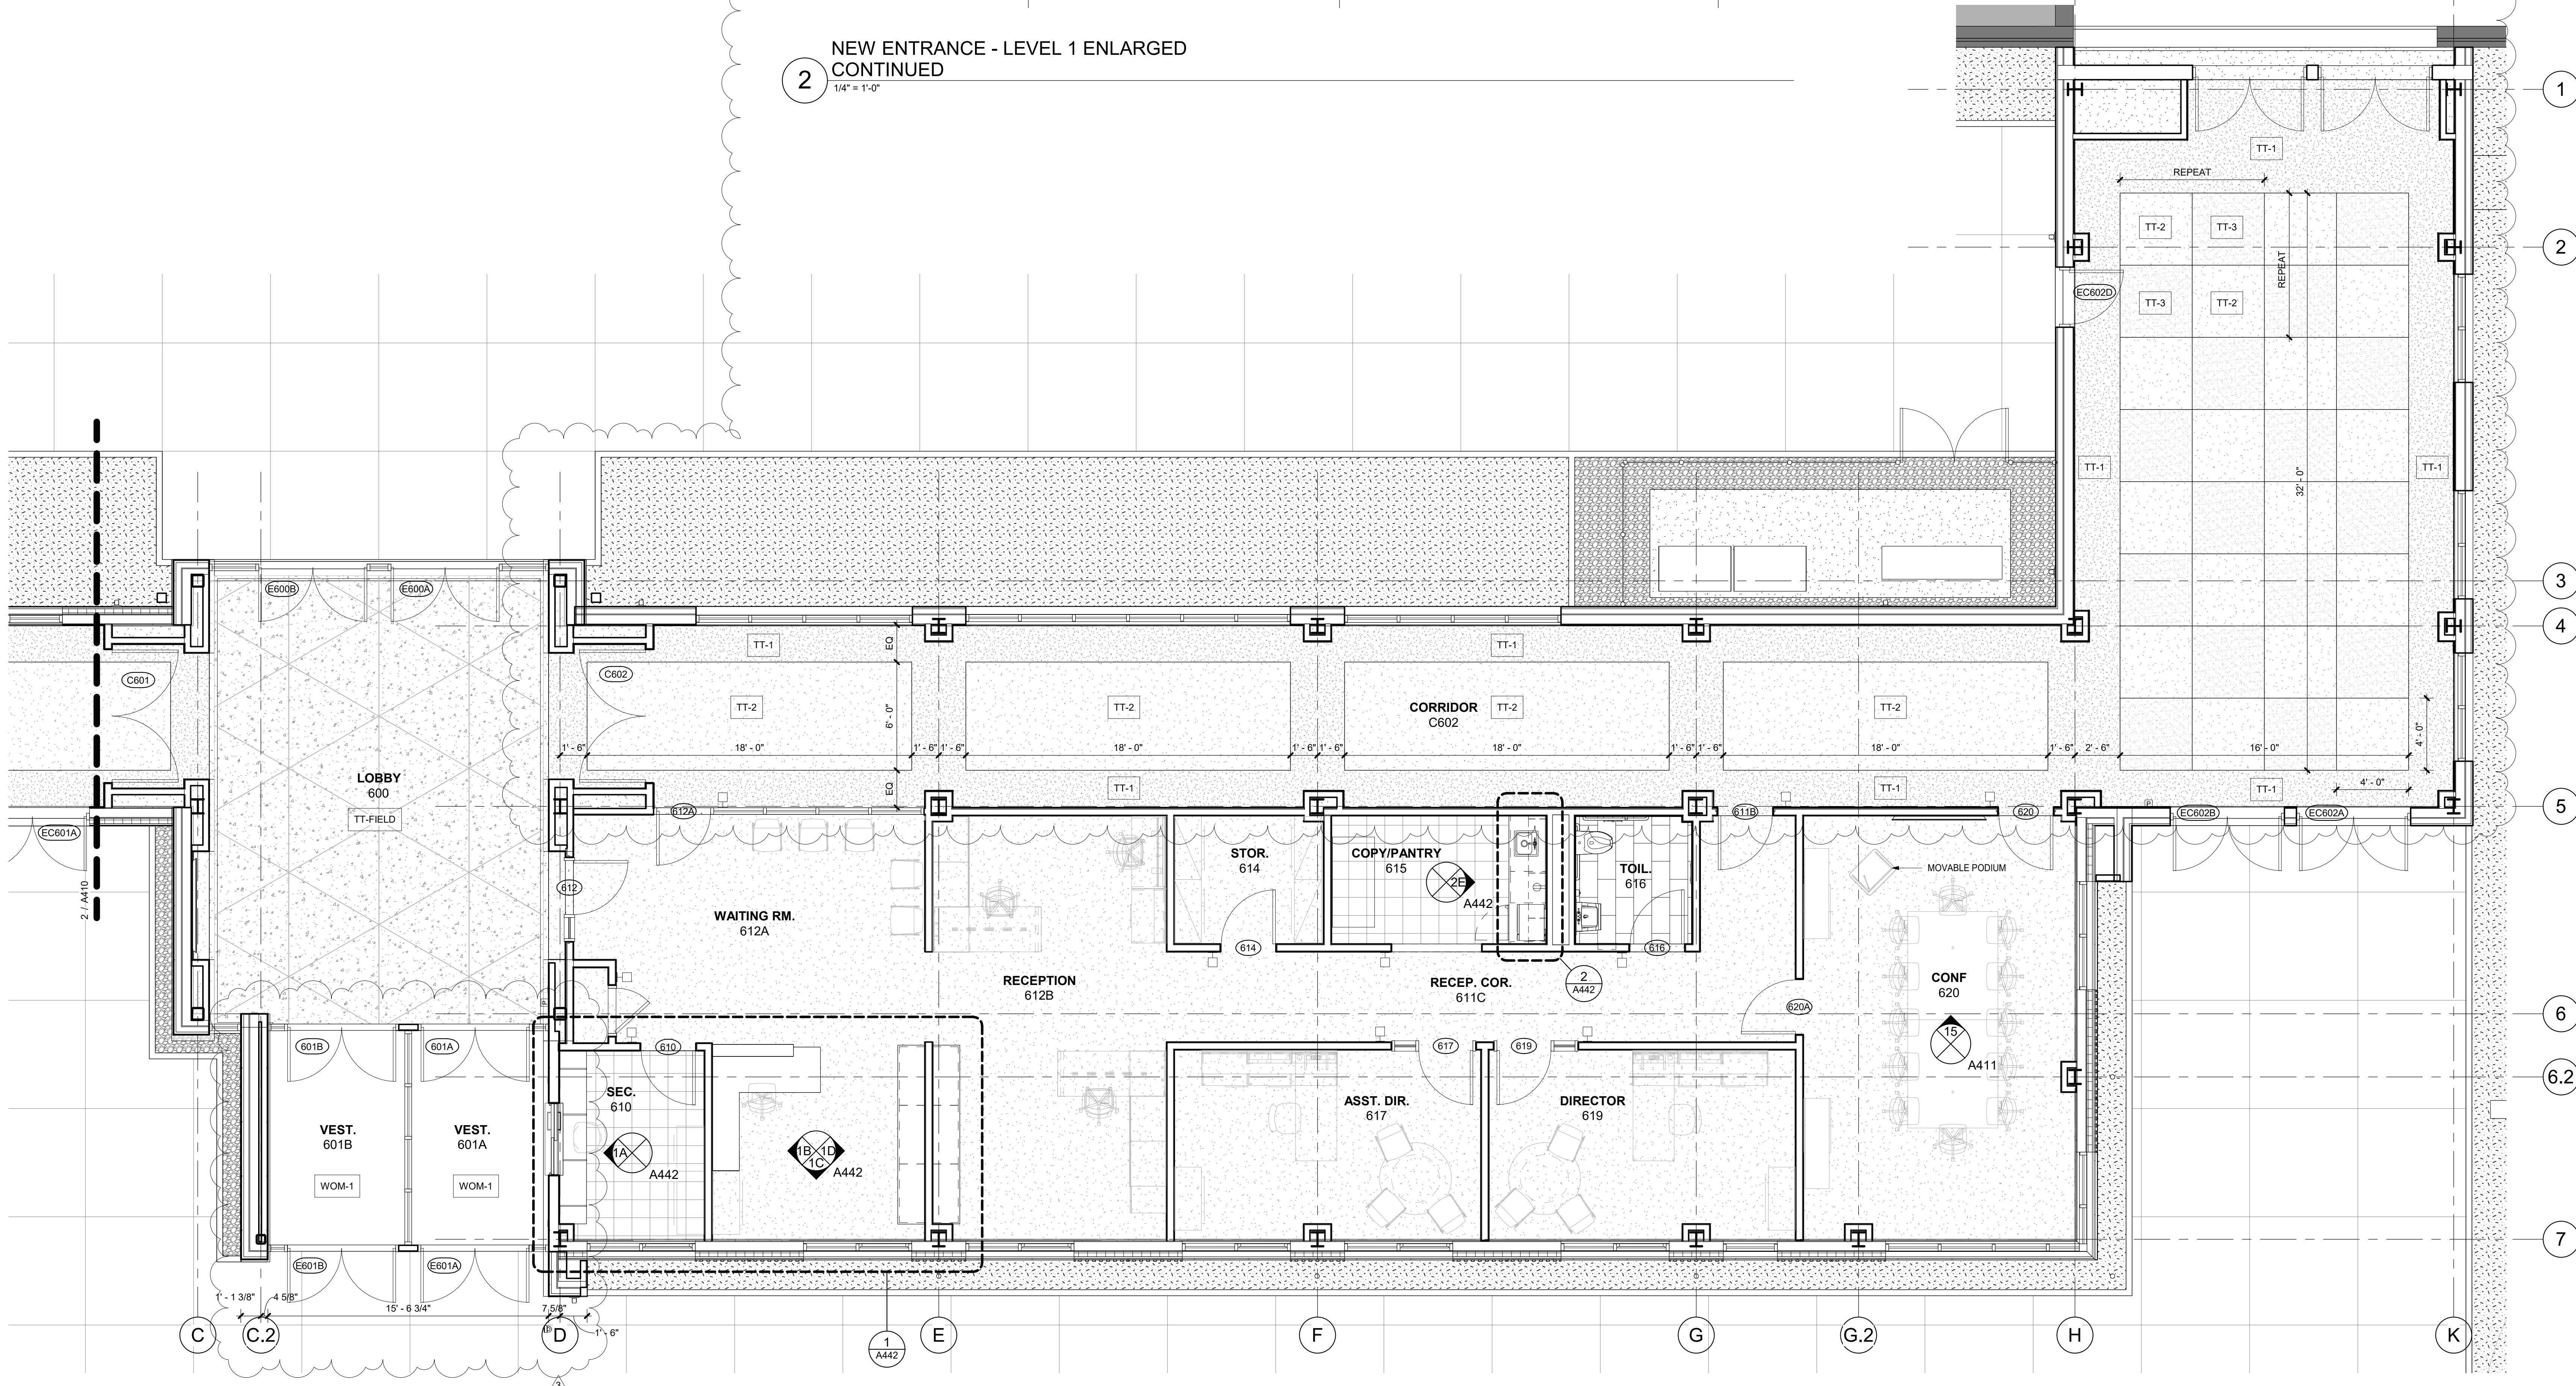 NEW ENTRANCE - LEVEL 1 ENLARGED
CONTINUED
2
1/4" = 1'-0"
1
TT-1
REPEAT
TT-2
TT-3
2
REPEAT
EC602D
TT-3
TT-2
TT-1
TT-1
32' - 0"
E600B
E600A
3
4
TT-1
EQ
TT-1
C601
C602
TT-2
6' - 0"
TT-2
CORRIDOR
C602
TT-2
TT-2
4' - 0"
1' - 6"
18' - 0"
1' - 6"
1' - 6"
18' - 0"
1' - 6"
1' - 6"
18' - 0"
1' - 6"
1' - 6"
18' - 0"
1' - 6"
2' - 6"
16' - 0"
LOBBY
600
TT-FIELD
EQ
TT-1
TT-1
TT-1
4' - 0"
5
612A
611B
620
EC602B
EC602A
P
EC601A
2 / A410
STOR.
614
COPY/PANTRY
615
2E
A442
TOIL.
616
MOVABLE PODIUM
612
WAITING RM.
612A
614
616
RECEPTION
612B
RECEP. COR.
611C
2
A442
CONF
620
620A
P
6
15
A411
601B
601A
610
617
619
6.2
SEC.
610
ASST. DIR.
617
DIRECTOR
619
VEST.
601B
VEST.
601A
1A
A442
1B
1D
1C
A442
WOM-1
WOM-1
7
E601B
E601A
1' - 1 3/8"
4 5/8"
15' - 6 3/4"
7 5/8"
1' - 6"
P
C
C.2
D
1
A442
E
F
G
G.2
H
K
3